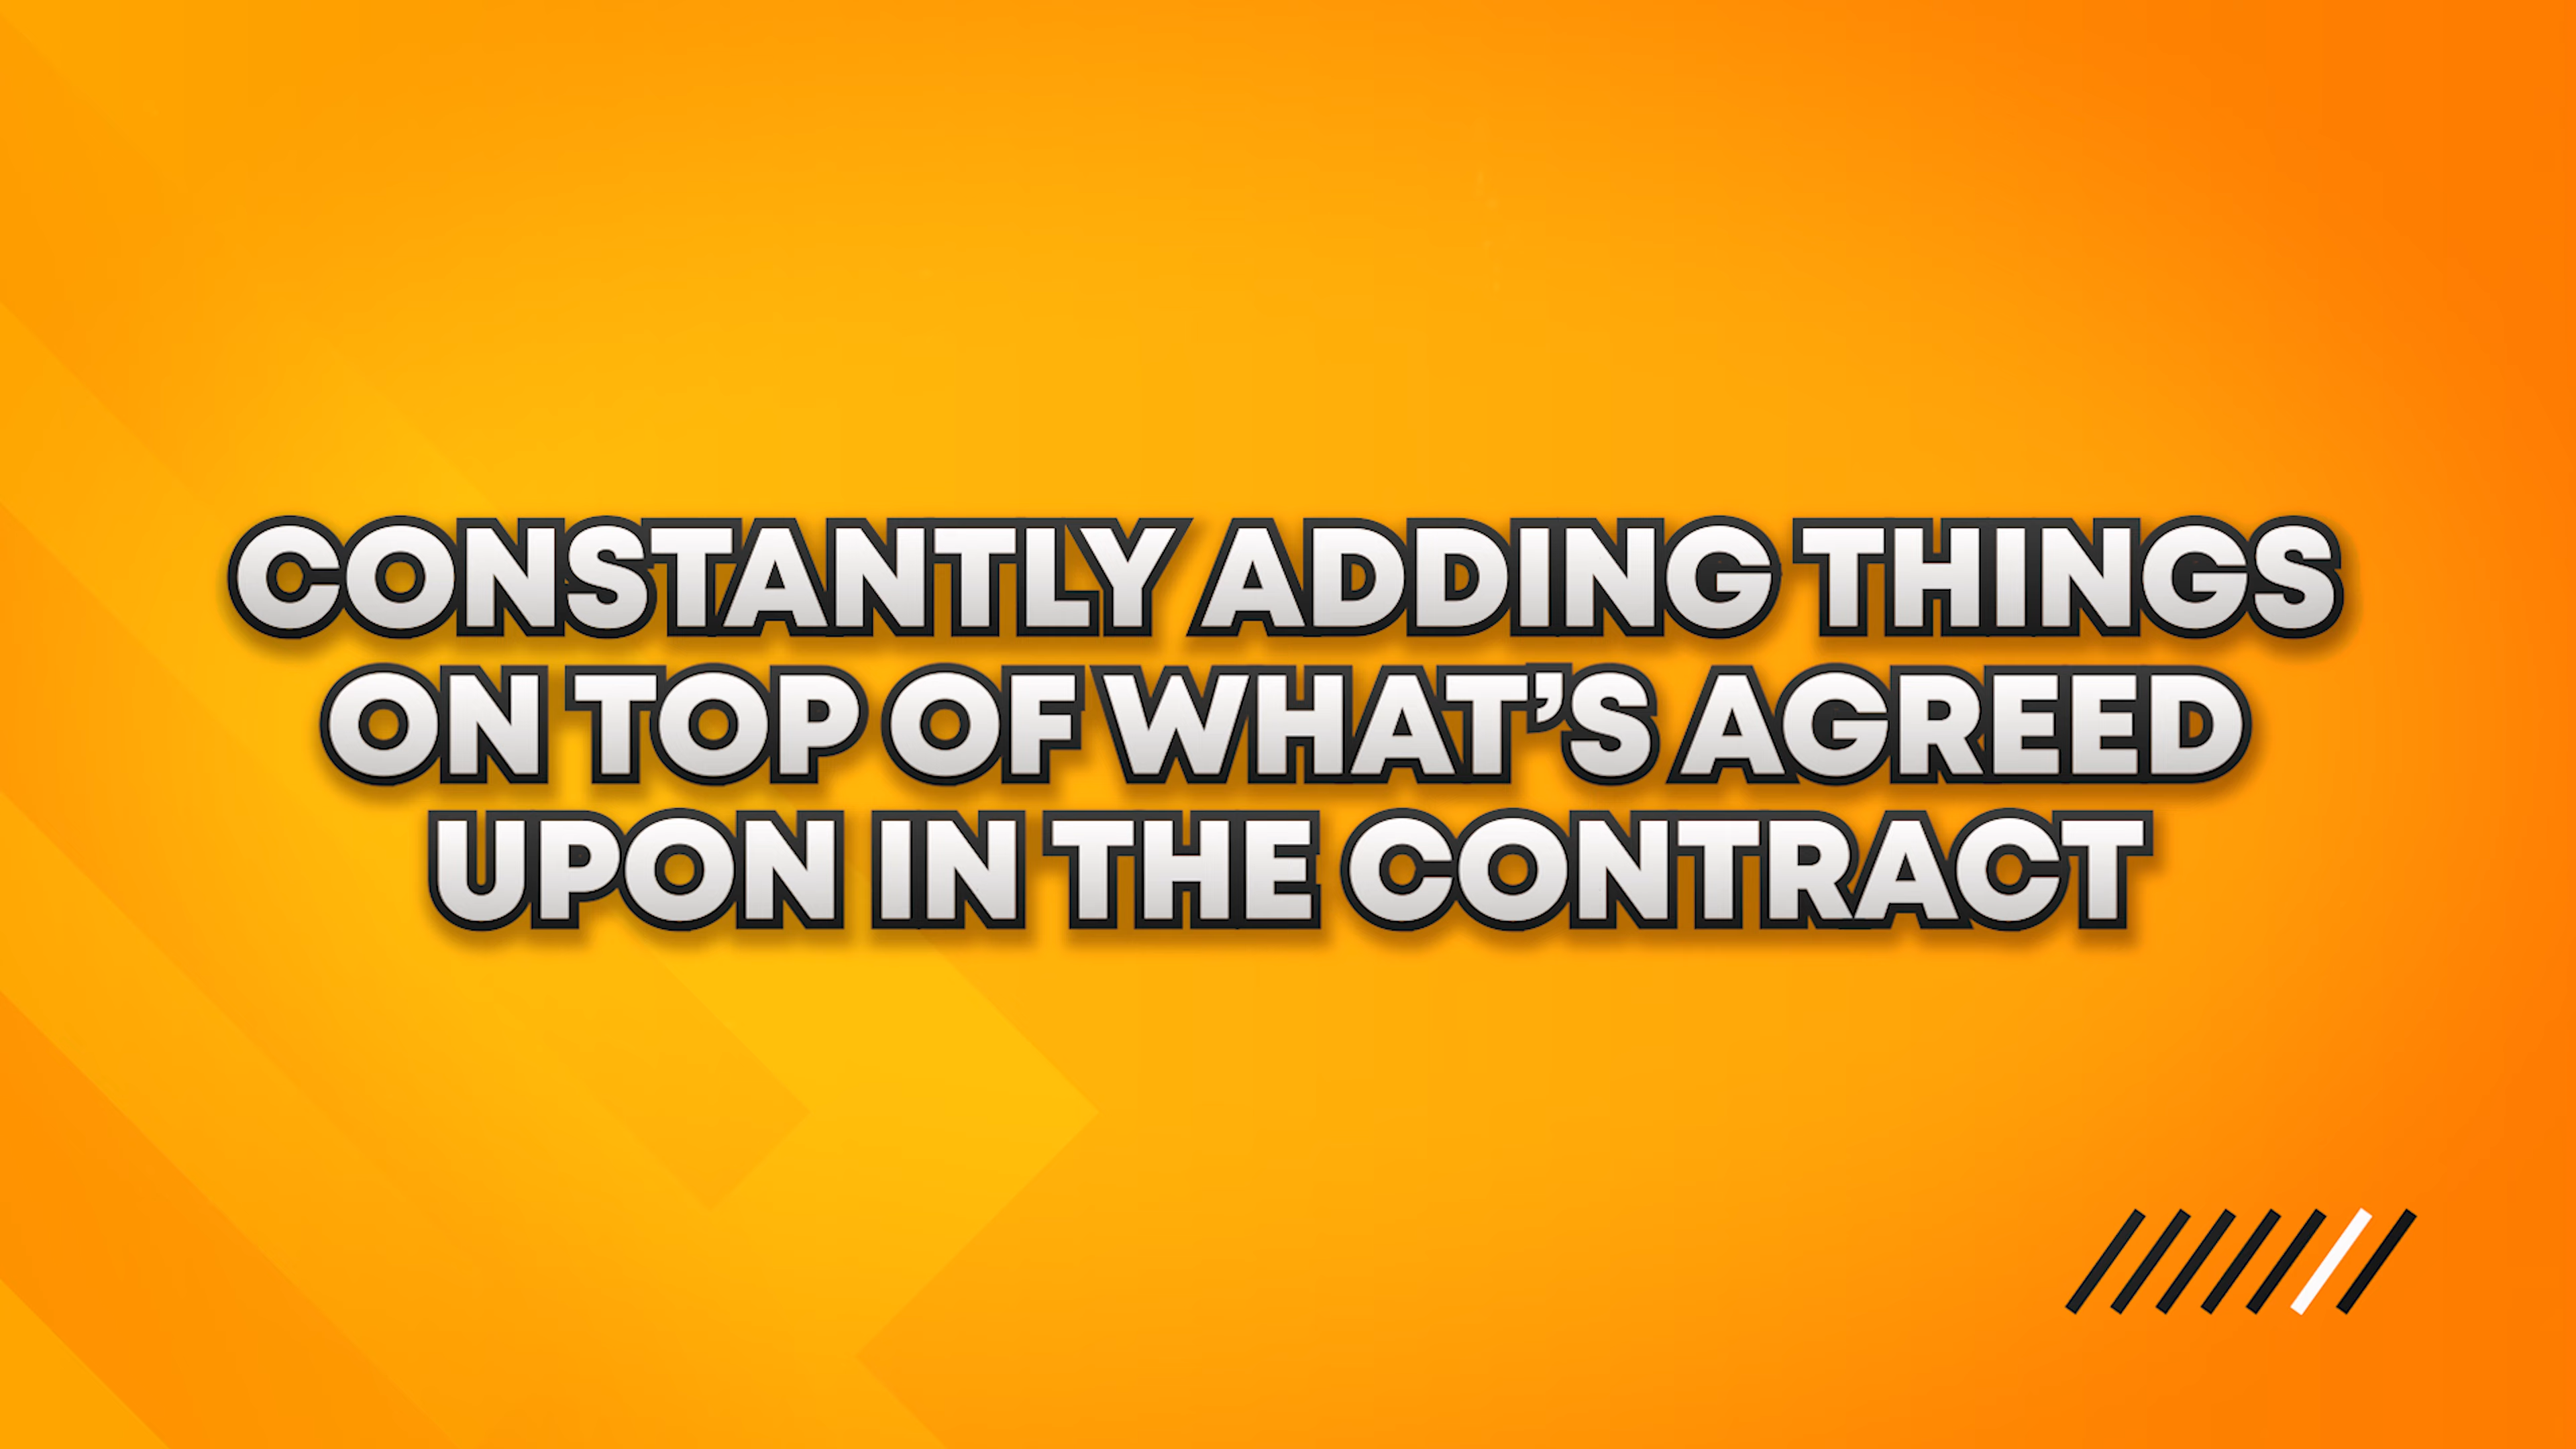 CONSTANTLY ADDING THINGS
ON TOP OF WHAT'S AGREED
UPON IN THE CONTRACT